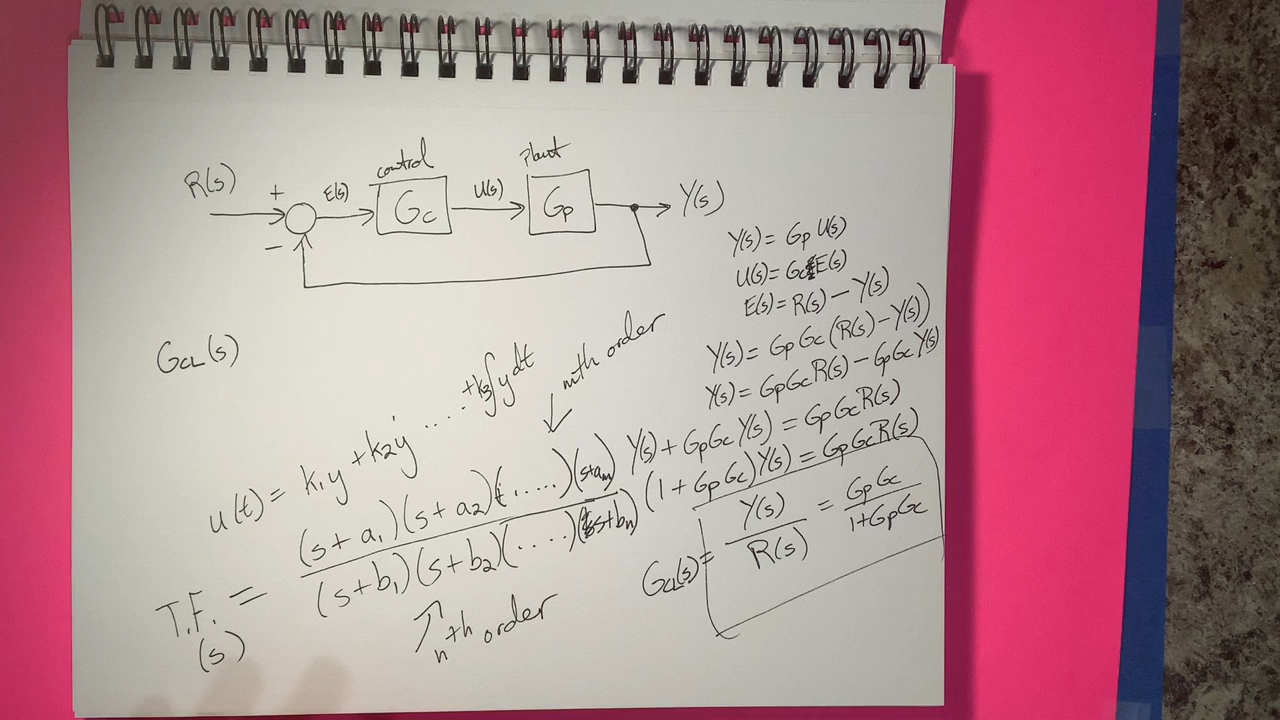 control
plant
R(s) + E(s) Gc U(s) Gp Y(s)
−
Y(s) = Gp U(s)
U(s) = Gc E(s)
E(s) = R(s) − Y(s)
Y(s) = GpGc(R(s) − Y(s))
Y(s) = GpGcR(s) − GpGcY(s)
Y(s) + GpGcY(s) = GpGcR(s)
(1 + GpGc)Y(s) = GpGcR(s)
GCL(s) = Y(s)/R(s) = GpGc/1+GpGc
GCL(s)
u(t) = k₁y + k₂ẏ .... +k₃∫y dt
mth order
T.F. (s) = (s+a₁)(s+a₂)(.....)(s+aₘ)/(s+b₁)(s+b₂)(....)(s+bₙ)
nth order